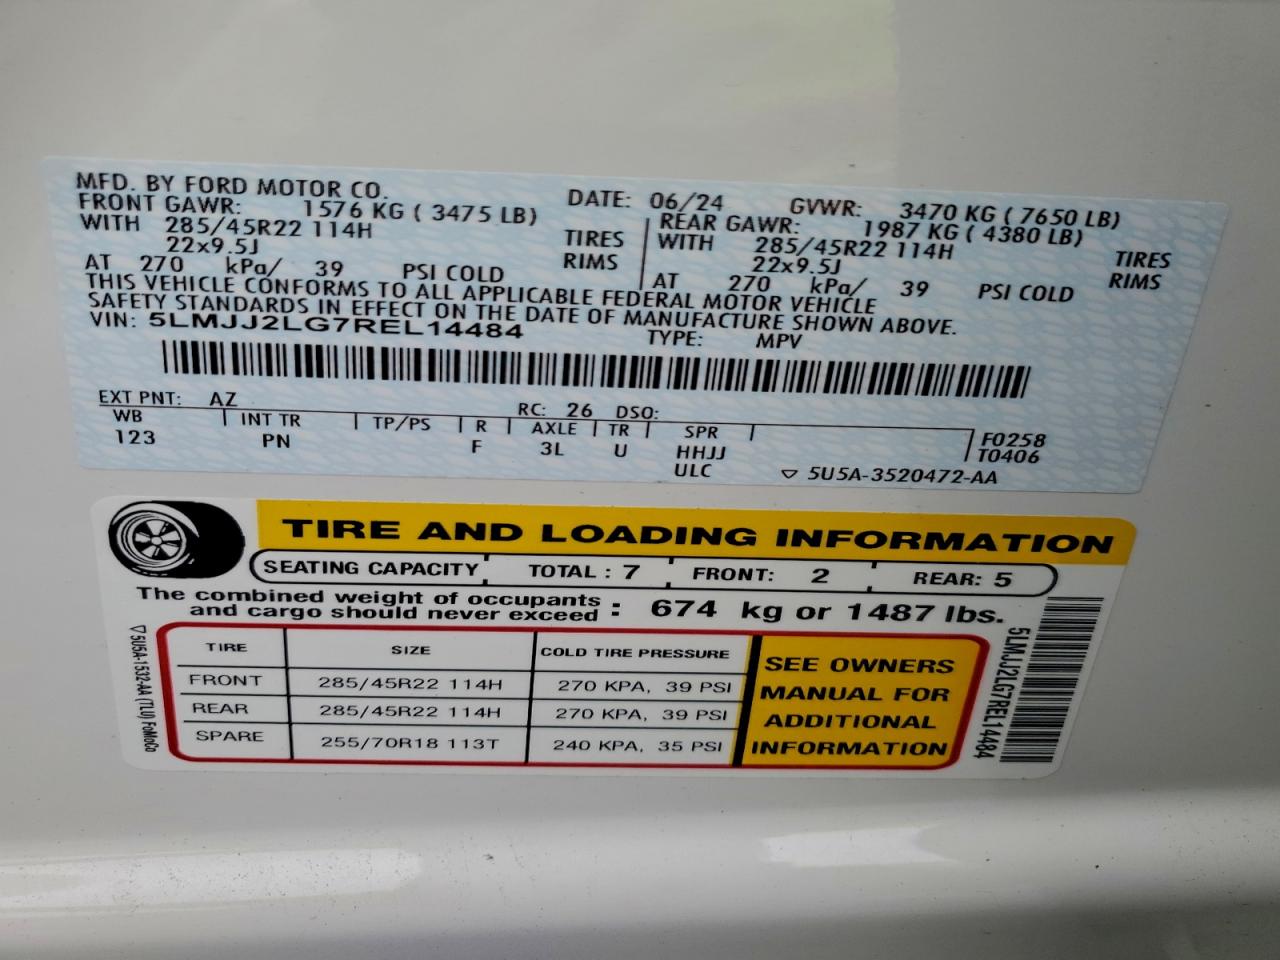 MFD. BY FORD MOTOR CO. DATE: 06/24 GVWR: 3470 KG ( 7650 LB)
FRONT GAWR: 1576 KG ( 3475 LB) REAR GAWR: 1987 KG ( 4380 LB)
WITH 285/45R22 114H TIRES WITH 285/45R22 114H TIRES
22x9.5J RIMS 22x9.5J RIMS
AT 270 kPa/ 39 PSI COLD AT 270 kPa/ 39 PSI COLD
THIS VEHICLE CONFORMS TO ALL APPLICABLE FEDERAL MOTOR VEHICLE
SAFETY STANDARDS IN EFFECT ON THE DATE OF MANUFACTURE SHOWN ABOVE.
VIN: 5LMJJ2LG7REL14484 TYPE: MPV
EXT PNT: AZ RC: 26 DSO:
WB INT TR TP/PS R AXLE TR SPR F0258
123 PN F 3L U HHJJ T0406
ULC 5U5A-3520472-AA
TIRE AND LOADING INFORMATION
SEATING CAPACITY TOTAL : 7 FRONT: 2 REAR: 5
The combined weight of occupants
and cargo should never exceed : 674 kg or 1487 lbs.
TIRE SIZE COLD TIRE PRESSURE
FRONT 285/45R22 114H 270 KPA, 39 PSI
REAR 285/45R22 114H 270 KPA, 39 PSI
SPARE 255/70R18 113T 240 KPA, 35 PSI
SEE OWNERS
MANUAL FOR
ADDITIONAL
INFORMATION
5U5A-1532-AA (TLU) FoMoCo
5LMJJ2LG7REL14484